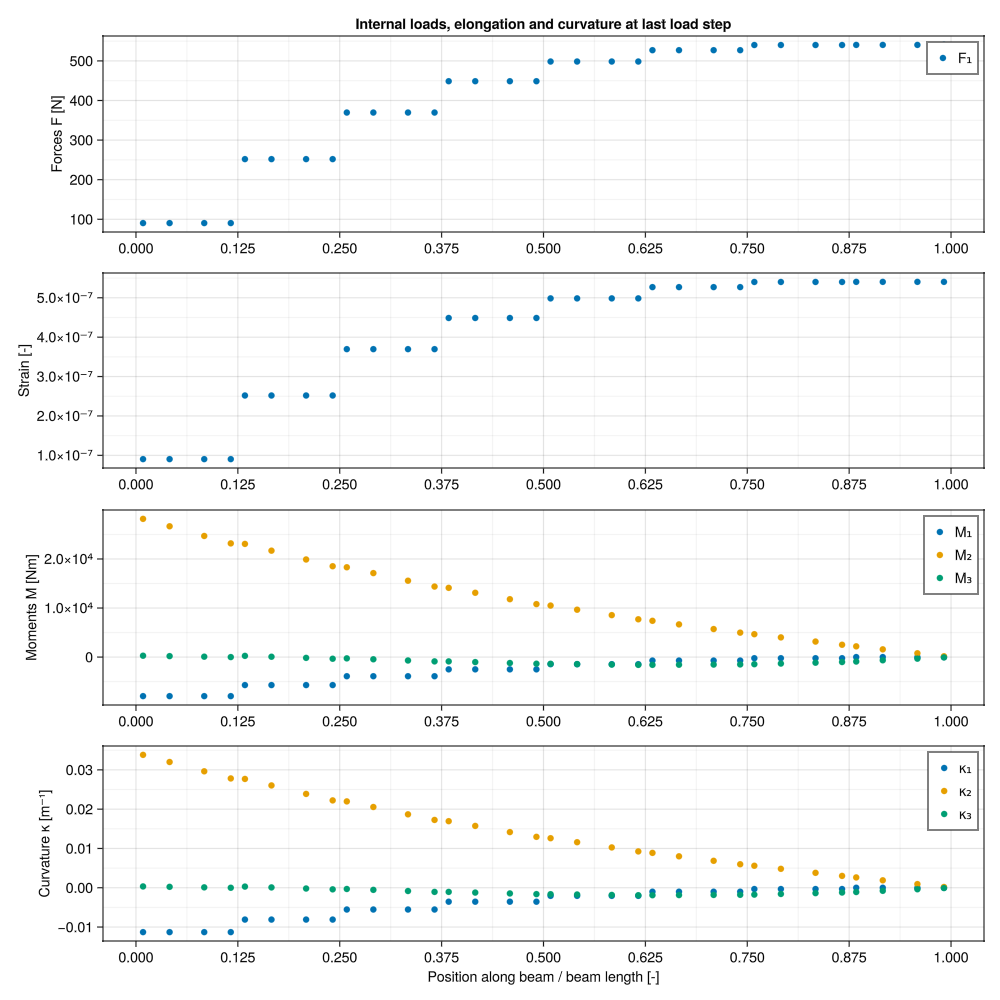 Internal loads, elongation and curvature at last load step
Forces F [N]
500
400
300
200
100
F₁
0.000 0.125 0.250 0.375 0.500 0.625 0.750 0.875 1.000
Strain [-]
5.0×10⁻⁷
4.0×10⁻⁷
3.0×10⁻⁷
2.0×10⁻⁷
1.0×10⁻⁷
0.000 0.125 0.250 0.375 0.500 0.625 0.750 0.875 1.000
Moments M [Nm]
2.0×10⁴
1.0×10⁴
0
M₁
M₂
M₃
0.000 0.125 0.250 0.375 0.500 0.625 0.750 0.875 1.000
Curvature κ [m⁻¹]
0.03
0.02
0.01
0.00
−0.01
κ₁
κ₂
κ₃
0.000 0.125 0.250 0.375 0.500 0.625 0.750 0.875 1.000
Position along beam / beam length [-]